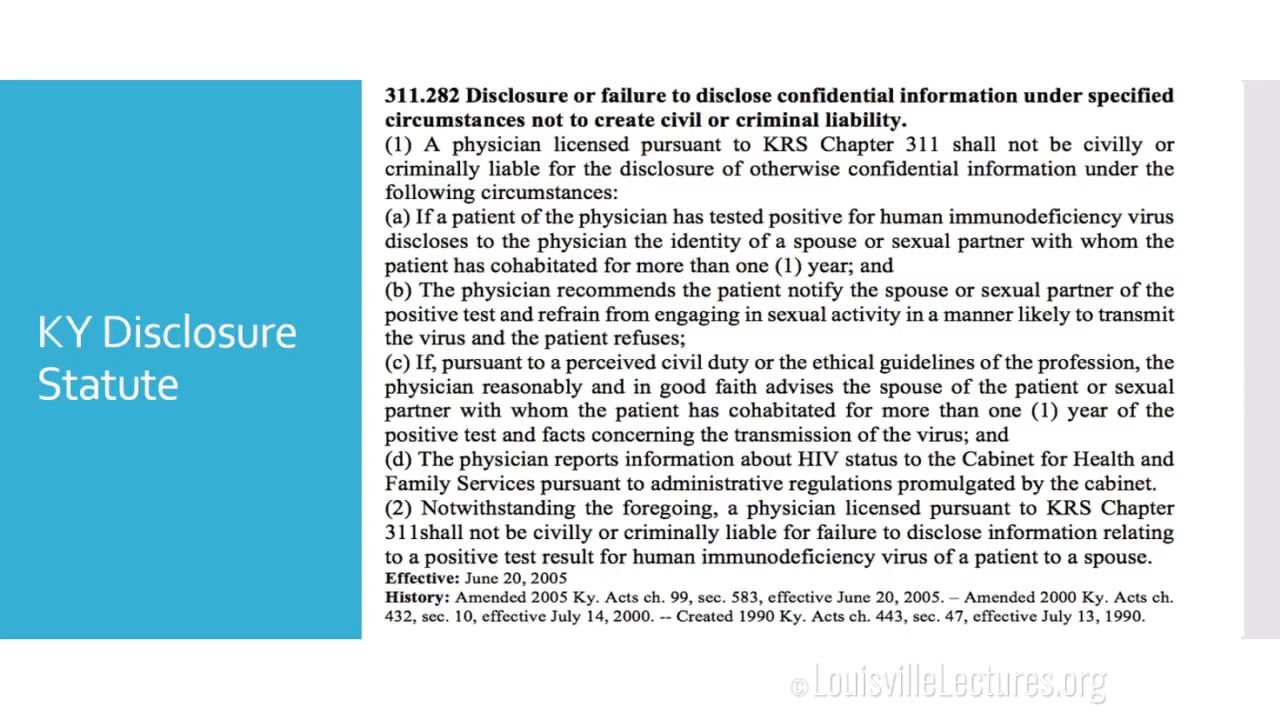 KY Disclosure
Statute
311.282 Disclosure or failure to disclose confidential information under specified
circumstances not to create civil or criminal liability.
(1) A physician licensed pursuant to KRS Chapter 311 shall not be civilly or
criminally liable for the disclosure of otherwise confidential information under the
following circumstances:
(a) If a patient of the physician has tested positive for human immunodeficiency virus
discloses to the physician the identity of a spouse or sexual partner with whom the
patient has cohabitated for more than one (1) year; and
(b) The physician recommends the patient notify the spouse or sexual partner of the
positive test and refrain from engaging in sexual activity in a manner likely to transmit
the virus and the patient refuses;
(c) If, pursuant to a perceived civil duty or the ethical guidelines of the profession, the
physician reasonably and in good faith advises the spouse of the patient or sexual
partner with whom the patient has cohabitated for more than one (1) year of the
positive test and facts concerning the transmission of the virus; and
(d) The physician reports information about HIV status to the Cabinet for Health and
Family Services pursuant to administrative regulations promulgated by the cabinet.
(2) Notwithstanding the foregoing, a physician licensed pursuant to KRS Chapter
311shall not be civilly or criminally liable for failure to disclose information relating
to a positive test result for human immunodeficiency virus of a patient to a spouse.
Effective: June 20, 2005
History: Amended 2005 Ky. Acts ch. 99, sec. 583, effective June 20, 2005. – Amended 2000 Ky. Acts ch.
432, sec. 10, effective July 14, 2000. -- Created 1990 Ky. Acts ch. 443, sec. 47, effective July 13, 1990.
© LouisvilleLectures.org